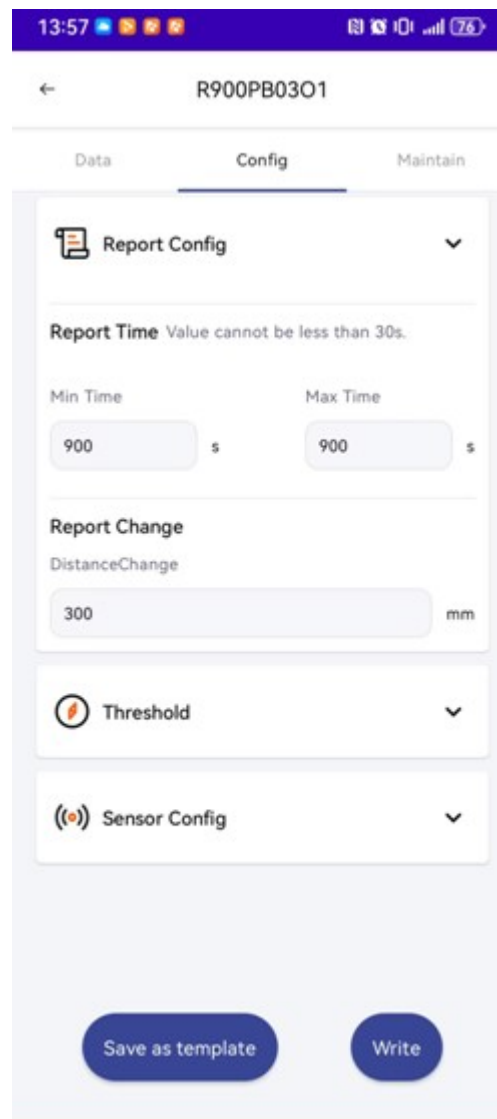 13:57 76
R900PB03O1
Data Config Maintain
Report Config
Report Time Value cannot be less than 30s.
Min Time Max Time
900 s 900 s
Report Change
DistanceChange
300 mm
Threshold
Sensor Config
Save as template Write